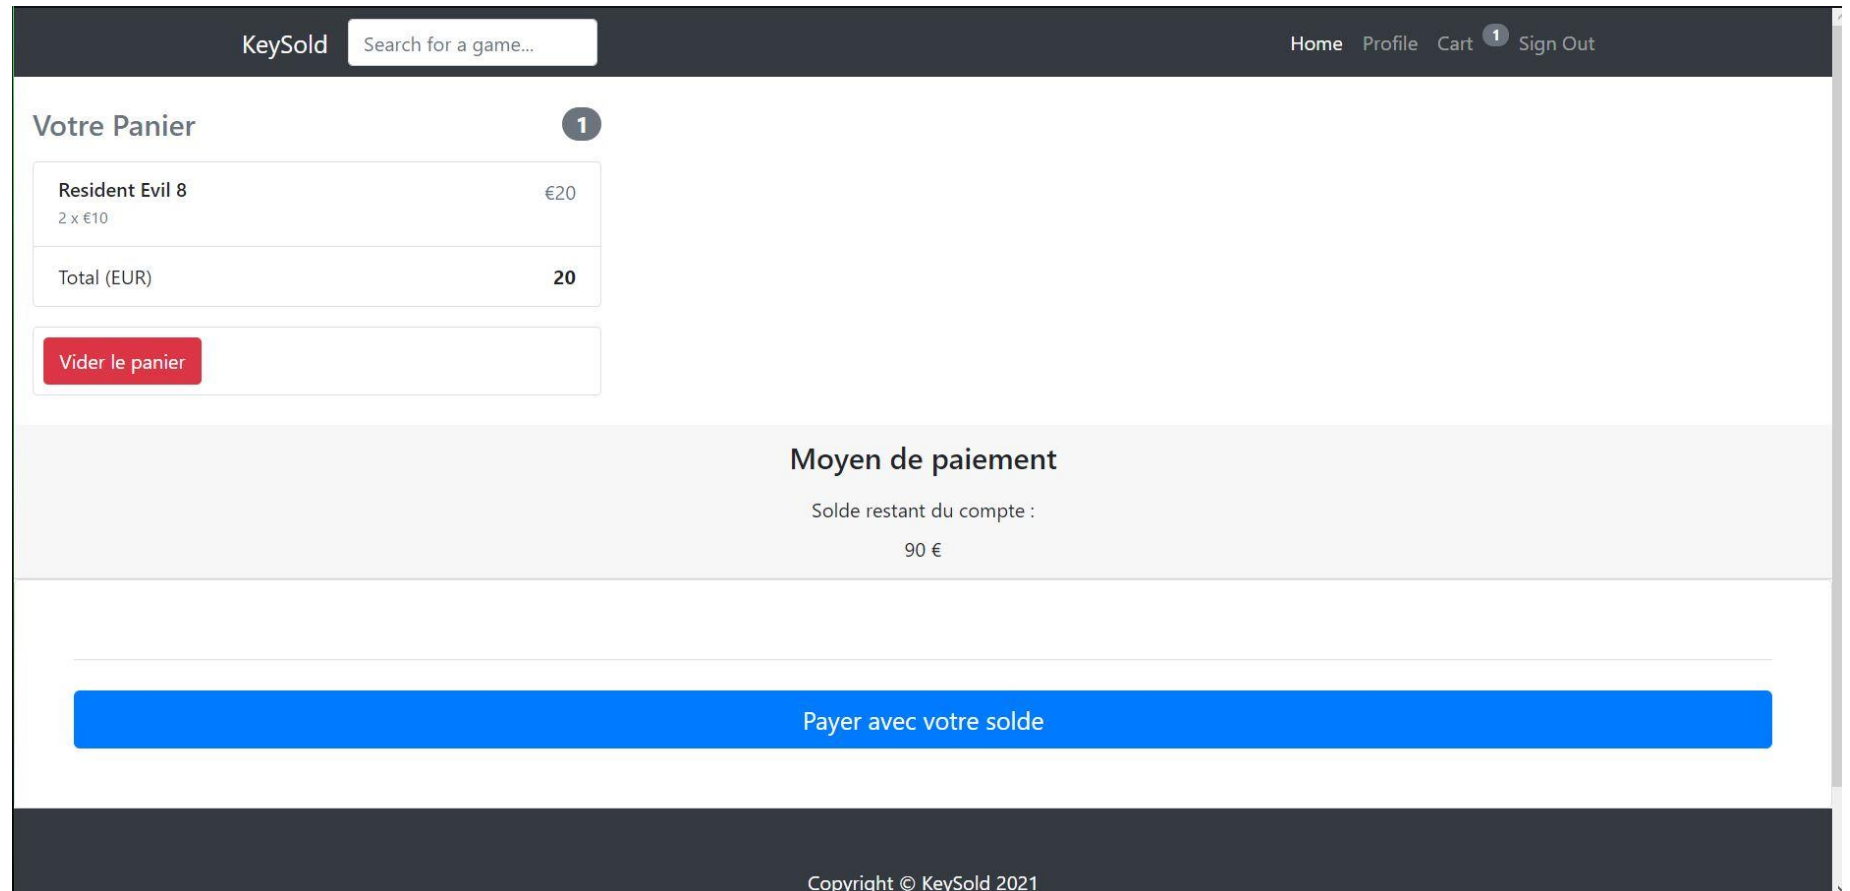 KeySold Search for a game... Home Profile Cart 1 Sign Out
Votre Panier 1
Resident Evil 8 €20
2 x €10
Total (EUR) 20
Vider le panier
Moyen de paiement
Solde restant du compte :
90 €
Payer avec votre solde
Copyright © KeySold 2021